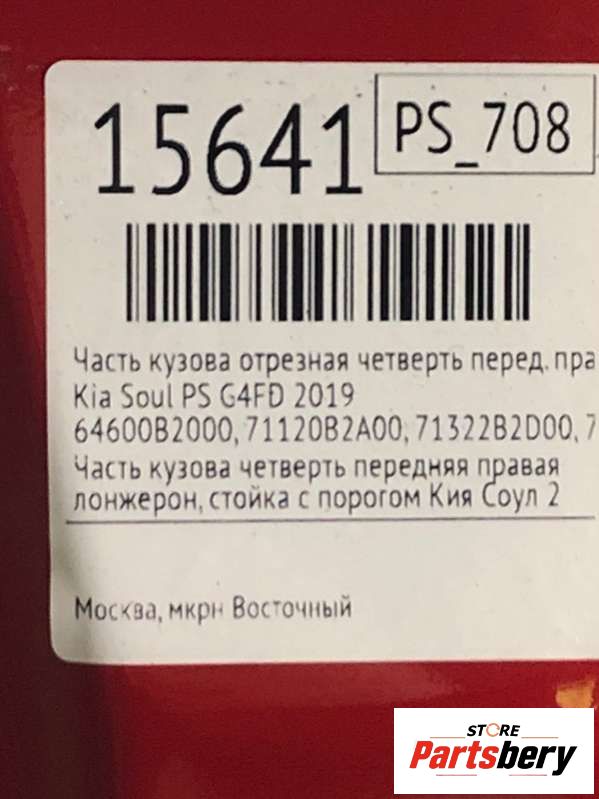 15641
PS_708
Часть кузова отрезная четверть перед. пра
Kia Soul PS G4FD 2019
64600B2000, 71120B2A00, 71322B2D00, 7
Часть кузова четверть передняя правая
лонжерон, стойка с порогом Кия Соул 2
Москва, мкрн Восточный
STORE
Partsbery